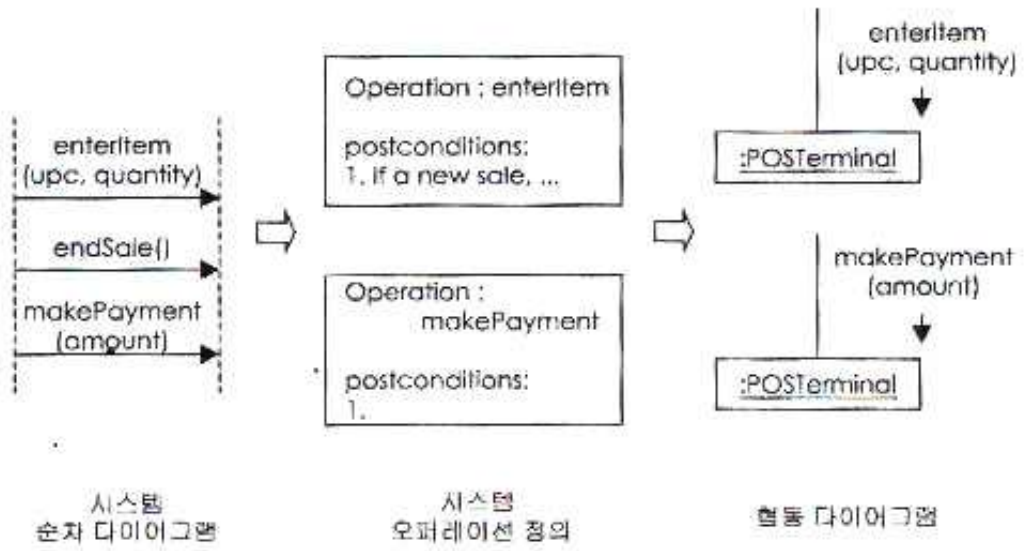 enterItem
(upc, quantity)
endSale()
makePayment
(amount)
Operation : enterItem
postconditions:
1. If a new sale, ...
Operation :
makePayment
postconditions:
1.
enterItem
(upc, quantity)
:POSTerminal
makePayment
(amount)
:POSTerminal
시스템
순차 다이어그램
시스템
오퍼레이션 정의
협동 다이어그램